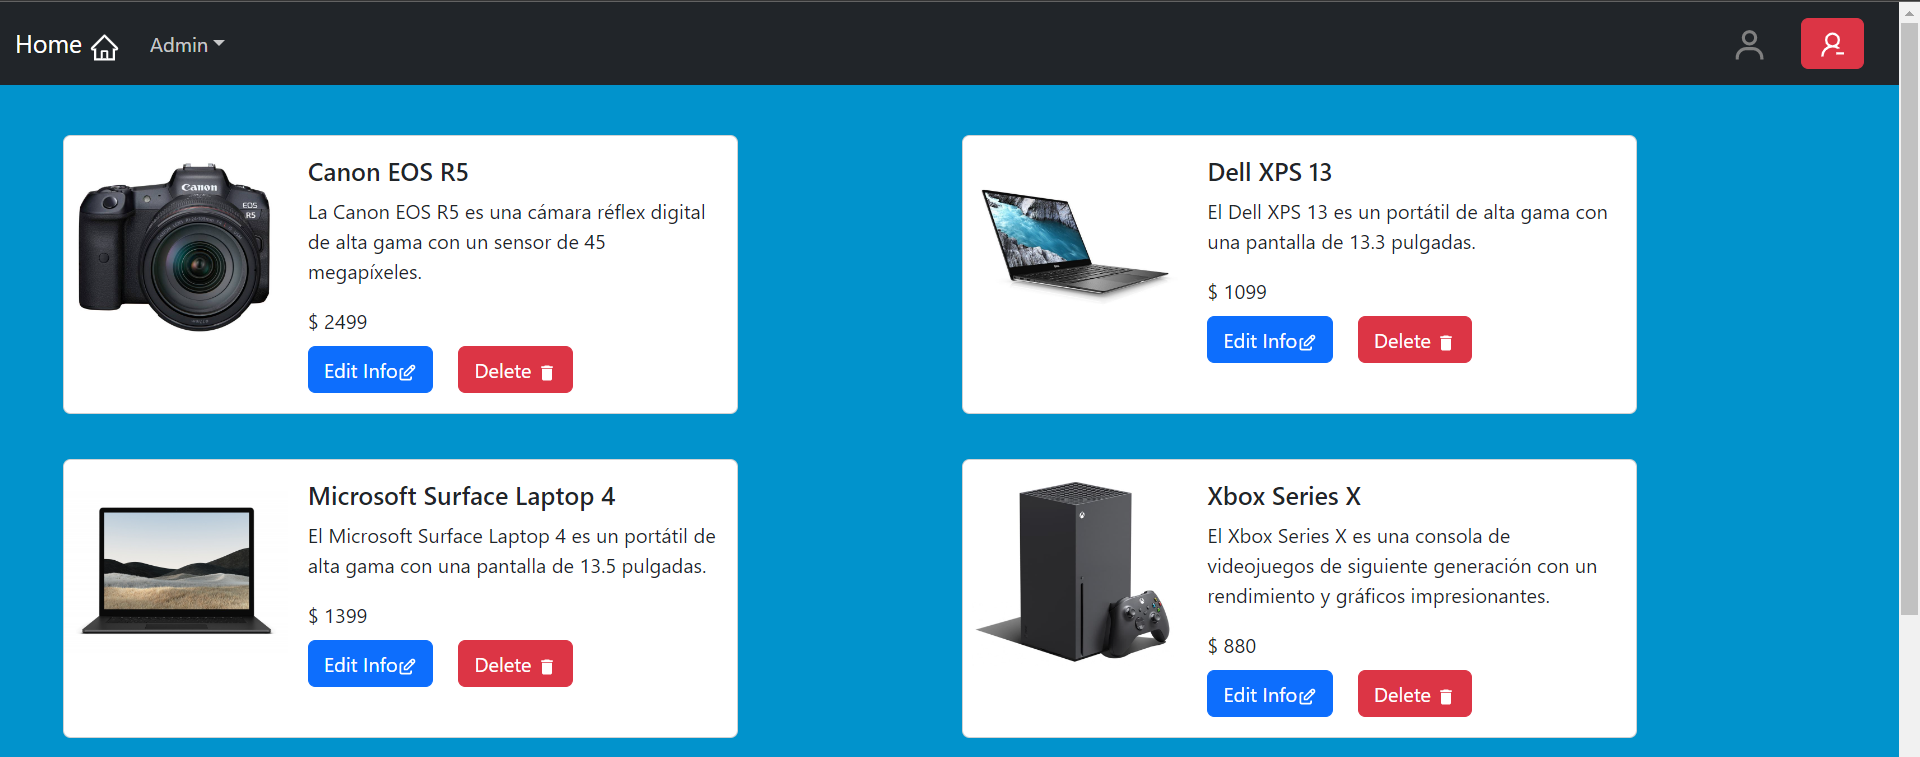 Home
Admin
Canon
EOS
R5
Canon EOS R5
La Canon EOS R5 es una cámara réflex digital
de alta gama con un sensor de 45
megapíxeles.
$ 2499
Edit Info
Delete
Dell XPS 13
El Dell XPS 13 es un portátil de alta gama con
una pantalla de 13.3 pulgadas.
$ 1099
Edit Info
Delete
Microsoft Surface Laptop 4
El Microsoft Surface Laptop 4 es un portátil de
alta gama con una pantalla de 13.5 pulgadas.
$ 1399
Edit Info
Delete
Xbox Series X
El Xbox Series X es una consola de
videojuegos de siguiente generación con un
rendimiento y gráficos impresionantes.
$ 880
Edit Info
Delete